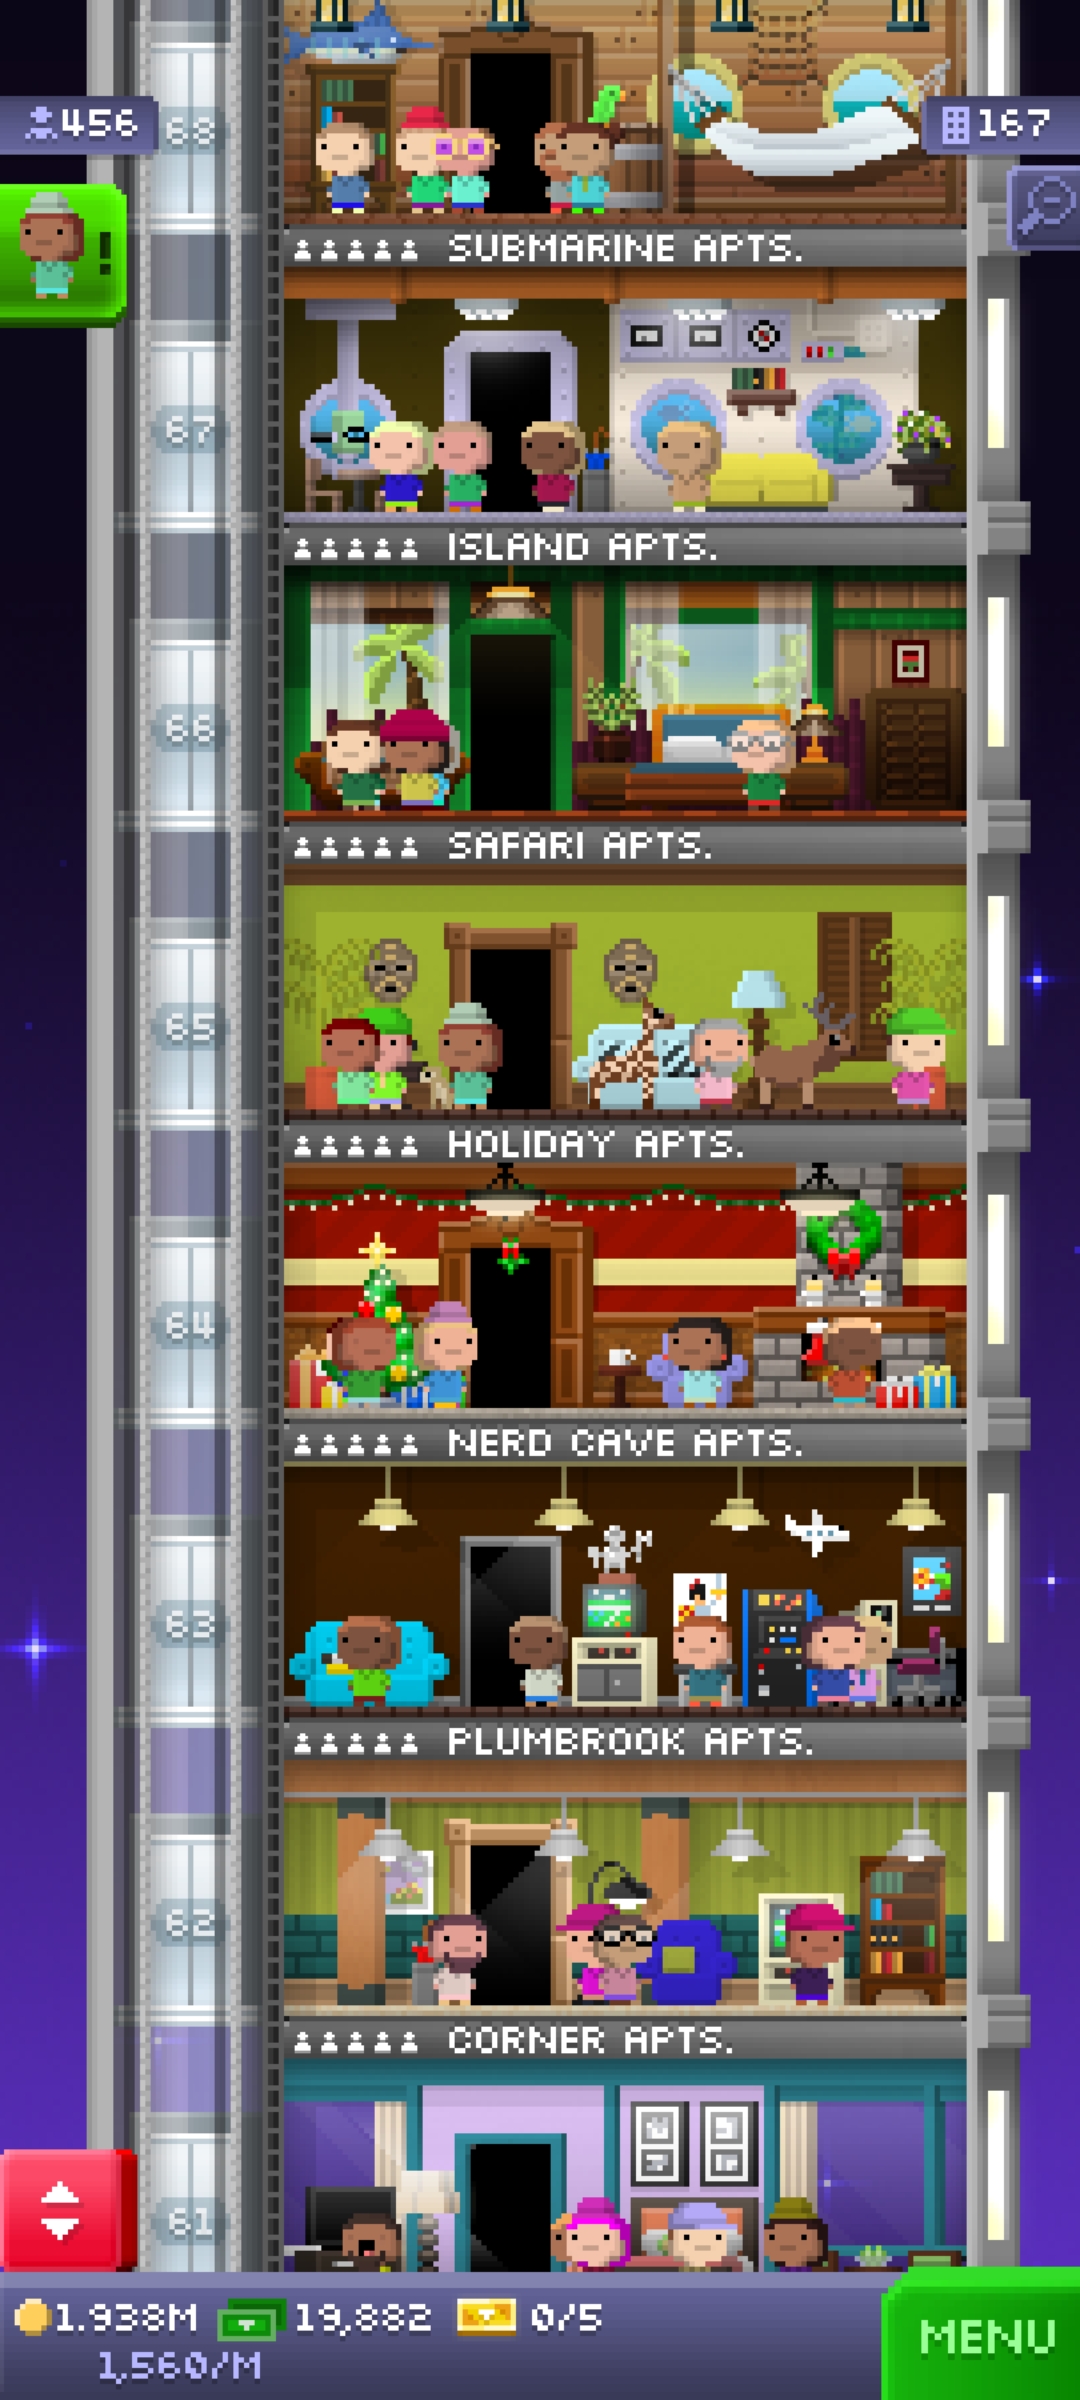 456
68
167
!
SUBMARINE APTS.
67
ISLAND APTS.
66
SAFARI APTS.
65
HOLIDAY APTS.
64
NERD CAVE APTS.
63
PLUMBROOK APTS.
62
CORNER APTS.
61
1.938M 19,882 0/5
1,560/M
MENU